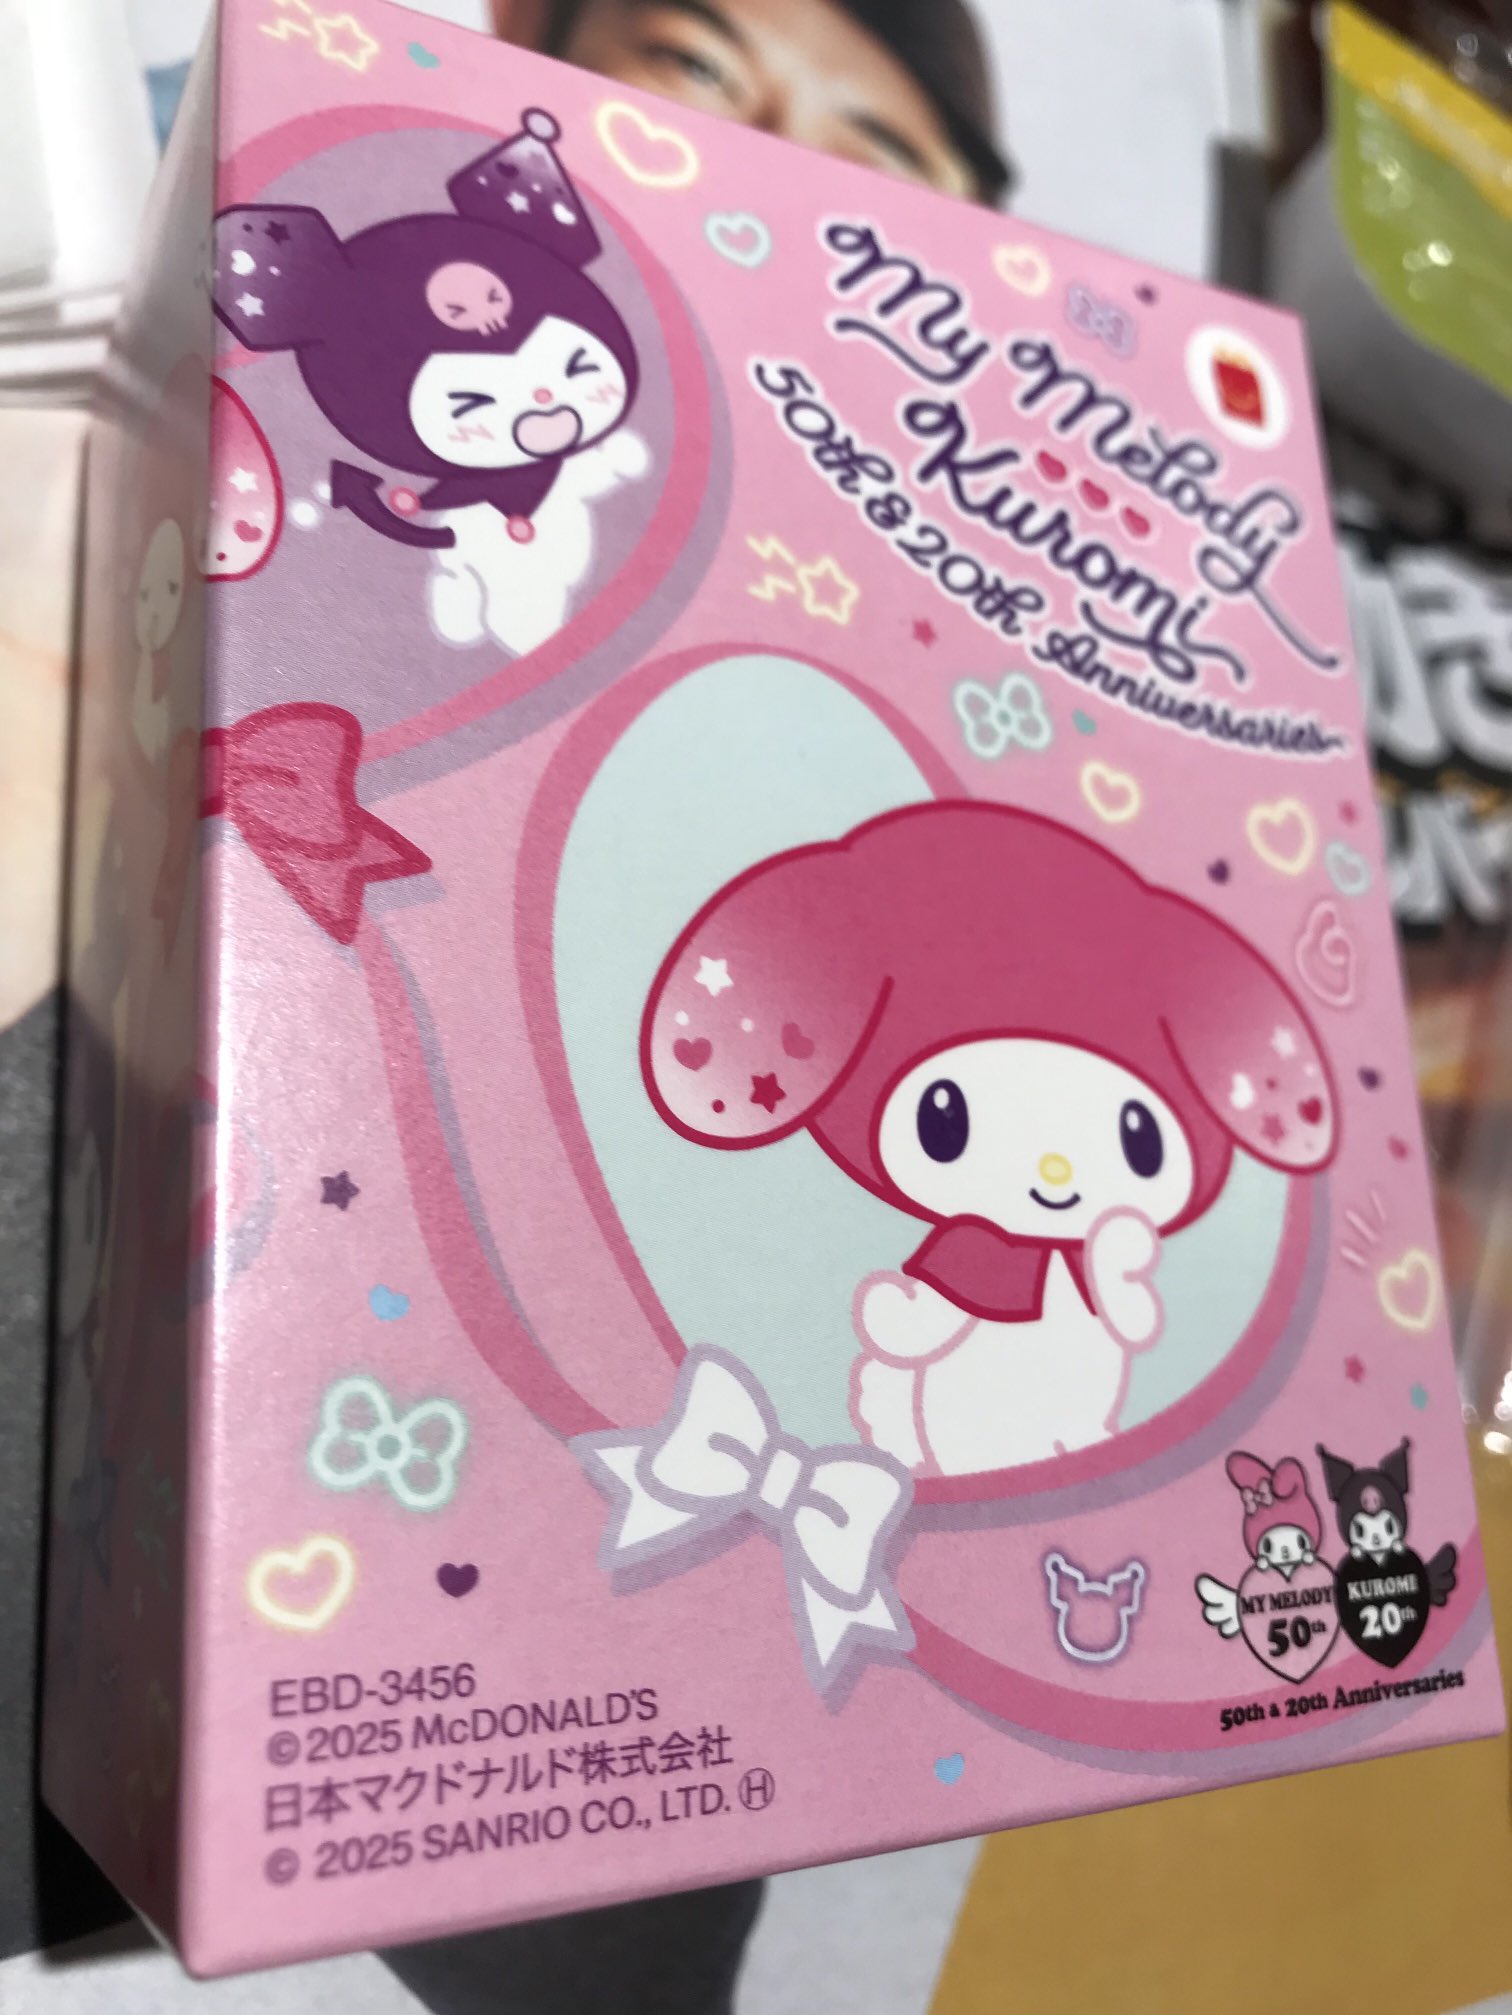 My Melody
Kuromi
50th & 20th Anniversaries
MY MELODY
50th
KUROMI
20th
50th & 20th Anniversaries
EBD-3456
©2025 McDONALD'S
日本マクドナルド株式会社
© 2025 SANRIO CO., LTD. Ⓗ